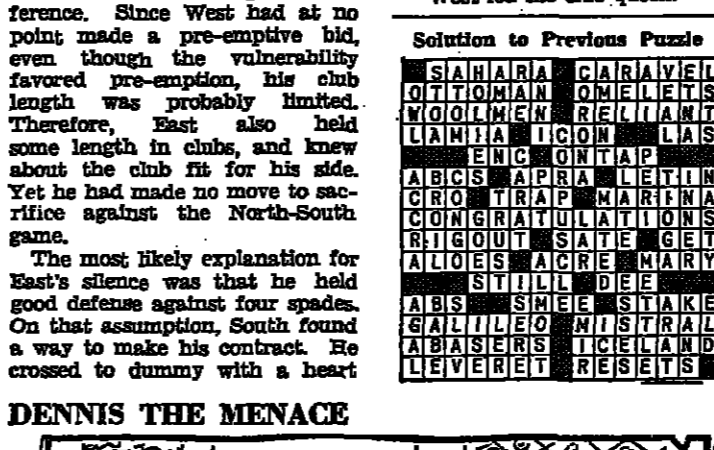 ference. Since West had at no
point made a pre-emptive bid,
even though the vulnerability
favored pre-emption, his club
length was probably limited.
Therefore, East also held
some length in clubs, and knew
about the club fit for his side.
Yet he had made no move to sac-
rifice against the North-South
game.
The most likely explanation for
East's silence was that he held
good defense against four spades.
On that assumption, South found
a way to make his contract. He
crossed to dummy with a heart
Solution to Previous Puzzle
SAHARA CARAVEL
OTTOMAN OMELETS
WOOLMEN RELIANT
LAMIA ICON LAS
ENC ONTAP
ABCS APRA LETIN
CRO TRAP MARINA
CONGRATULATIONS
RIGOUT SATE GET
ALOES ACRE MARY
STILL DEE
ABS SMEE STAKE
GALILEO MISTRAL
ABASERS ICELAND
LEVERET RESETS
DENNIS THE MENACE